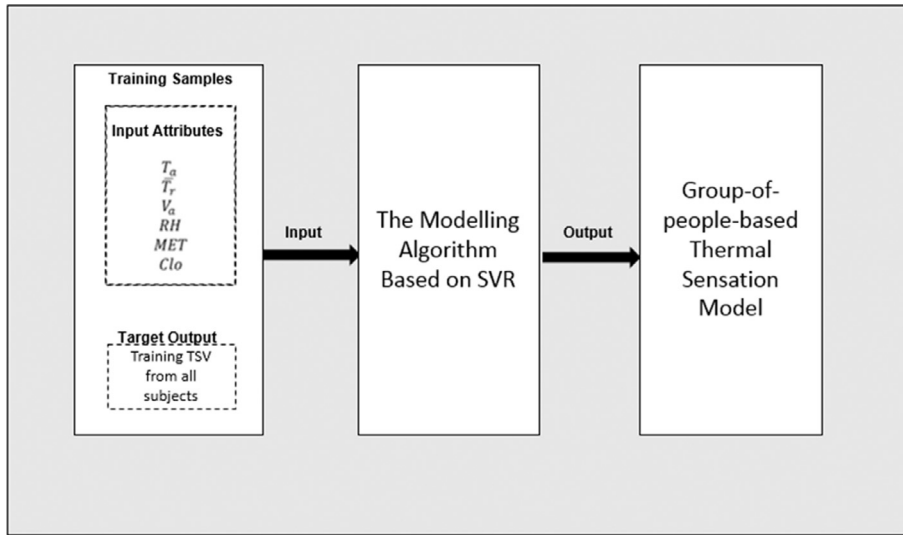 Training Samples
Input Attributes
T_a
T̅_r
V_a
RH
MET
Clo
Target Output
Training TSV
from all
subjects
Input
The Modelling
Algorithm
Based on SVR
Output
Group-of-
people-based
Thermal
Sensation
Model